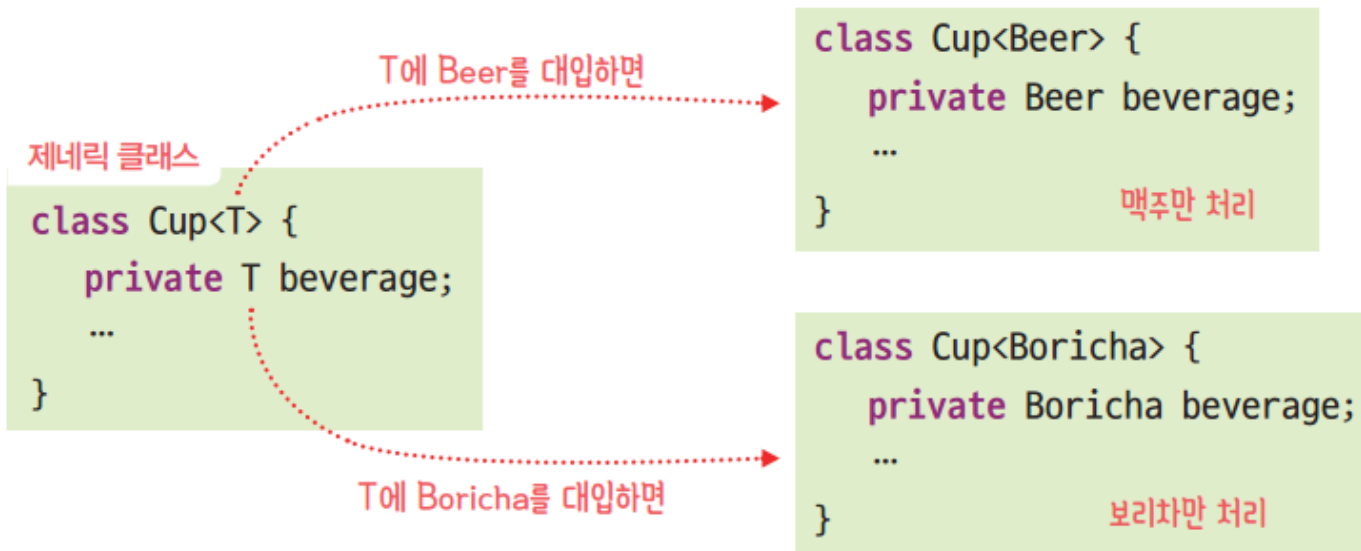 제네릭 클래스
class Cup<T> {
private T beverage;
…
}
T에 Beer를 대입하면
class Cup<Beer> {
private Beer beverage;
…
}
맥주만 처리
T에 Boricha를 대입하면
class Cup<Boricha> {
private Boricha beverage;
…
}
보리차만 처리